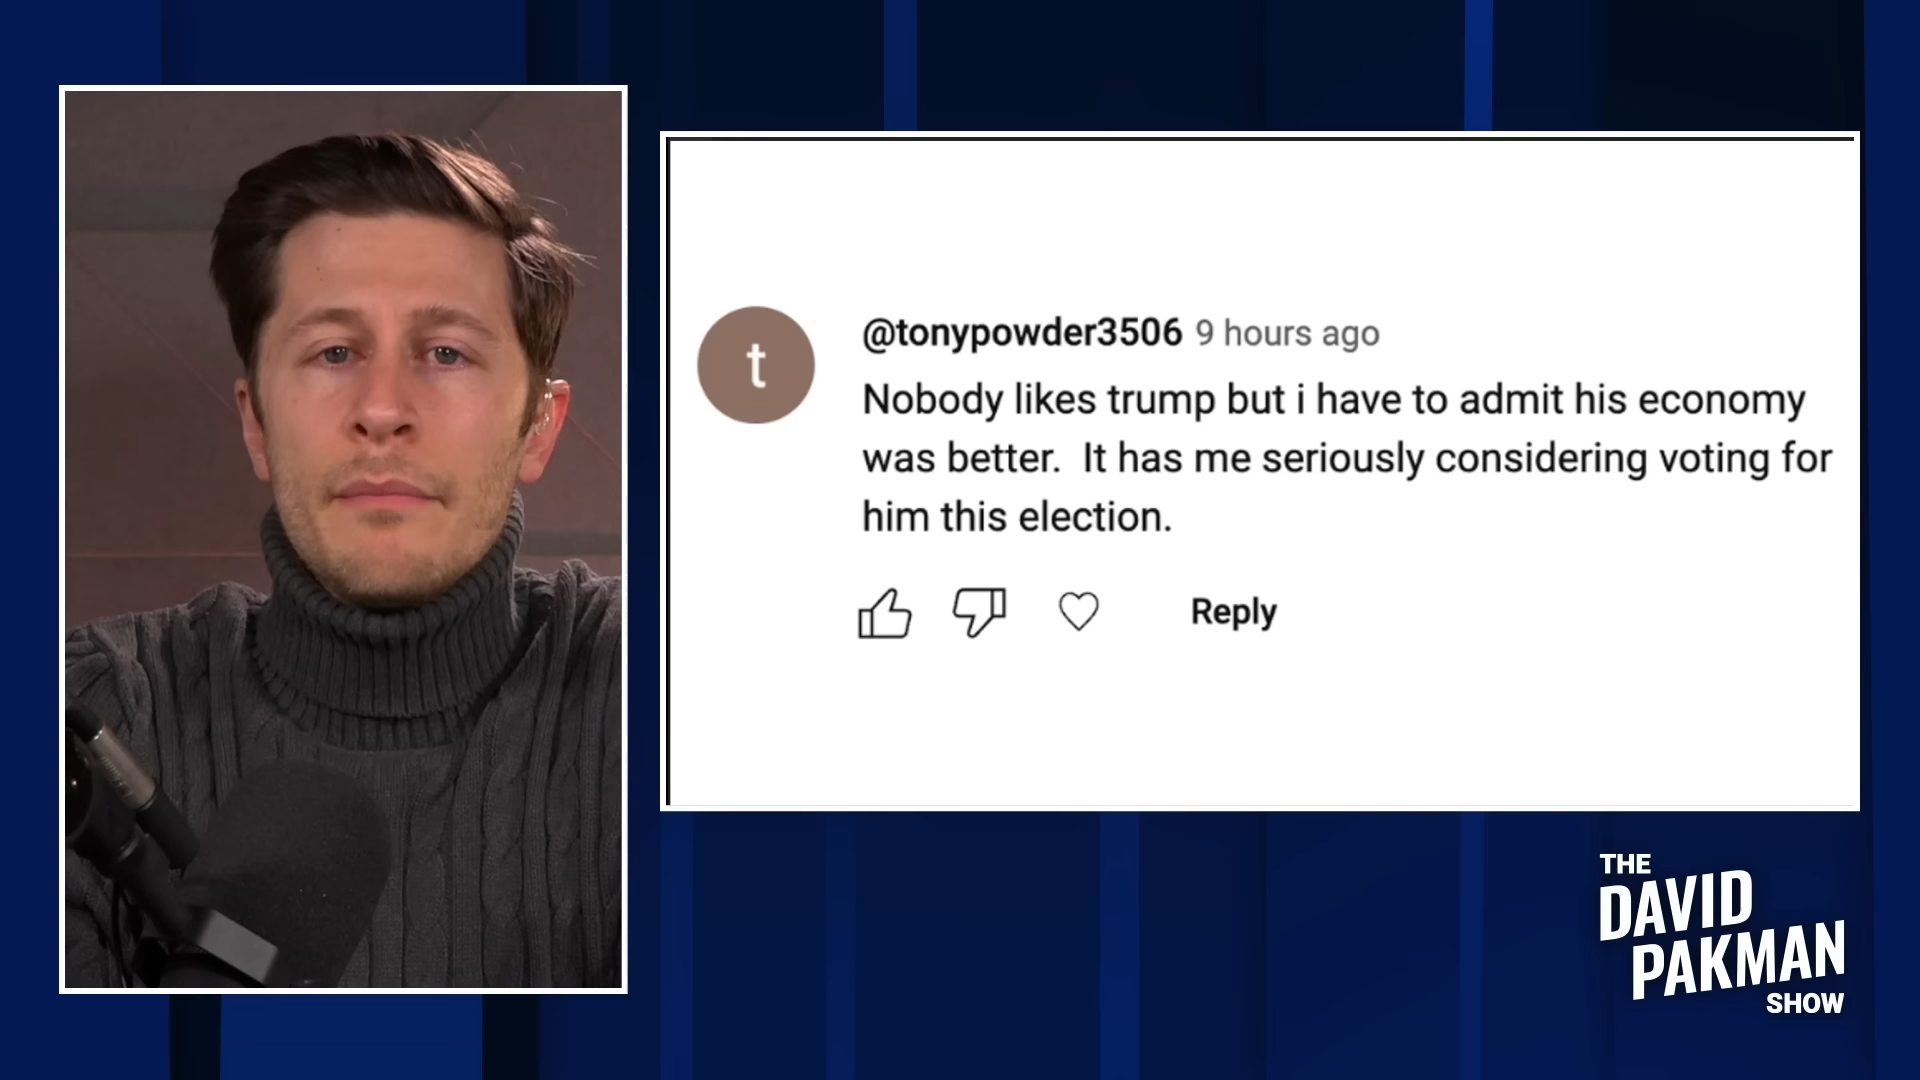 t
@tonypowder3506 9 hours ago
Nobody likes trump but i have to admit his economy
was better.  It has me seriously considering voting for
him this election.
Reply
THE
DAVID
PAKMAN
SHOW